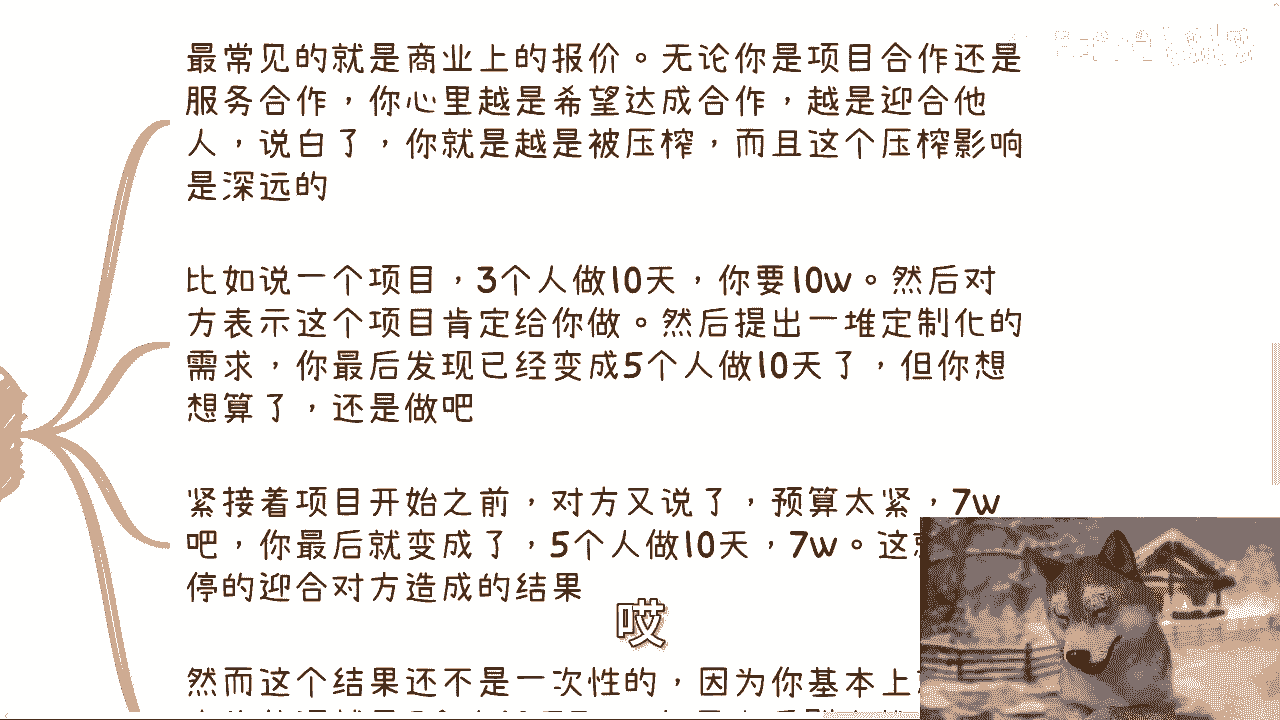 最常见的就是商业上的报价。无论你是项目合作还是
服务合作，你心里越是希望达成合作，越是迎合他
人，说白了，你就是越是被压榨，而且这个压榨影响
是深远的
比如说一个项目，3个人做10天，你要10w。然后对
方表示这个项目肯定给你做。然后提出一堆定制化的
需求，你最后发现已经变成5个人做10天了，但你想
想算了，还是做吧
紧接着项目开始之前，对方又说了，预算太紧，7w
吧，你最后就变成了，5个人做10天，7w。这
停的迎合对方造成的结果
哎
然而这个结果还不是一次性的，因为你基本上